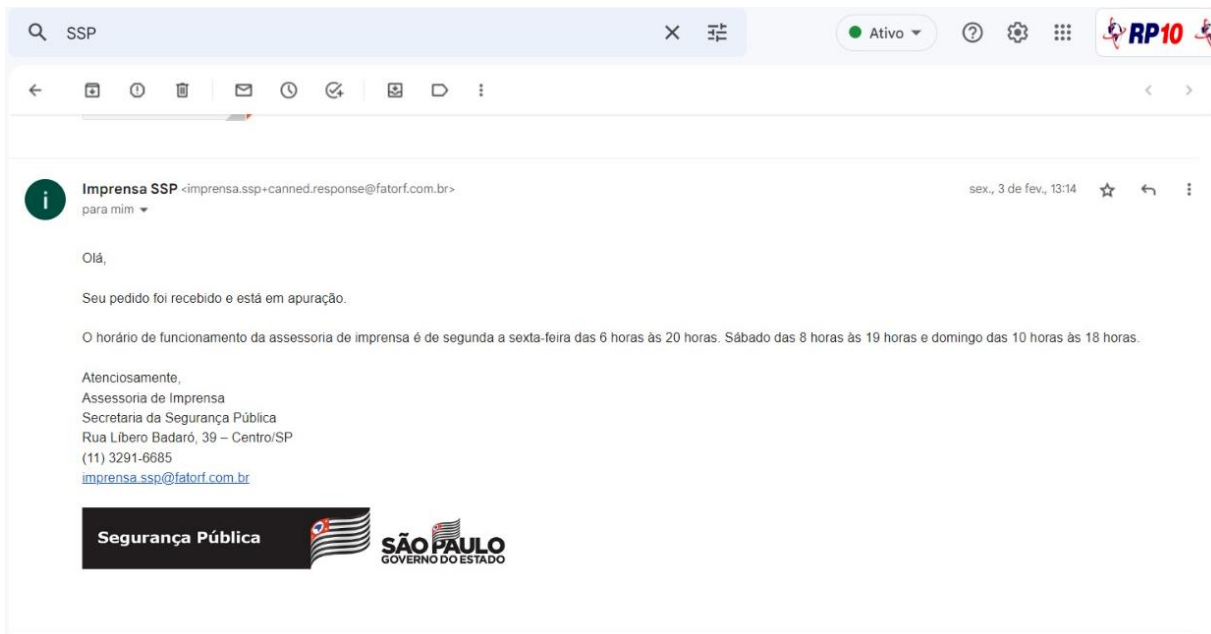 SSP
Ativo
RP10
Imprensa SSP <imprensa.ssp+canned.response@fatorf.com.br>
sex., 3 de fev., 13:14
para mim
i
Olá,
Seu pedido foi recebido e está em apuração.
O horário de funcionamento da assessoria de imprensa é de segunda a sexta-feira das 6 horas às 20 horas. Sábado das 8 horas às 19 horas e domingo das 10 horas às 18 horas.
Atenciosamente,
Assessoria de Imprensa
Secretaria da Segurança Pública
Rua Líbero Badaró, 39 – Centro/SP
(11) 3291-6685
imprensa.ssp@fatorf.com.br
Segurança Pública
SÃO PAULO
GOVERNO DO ESTADO